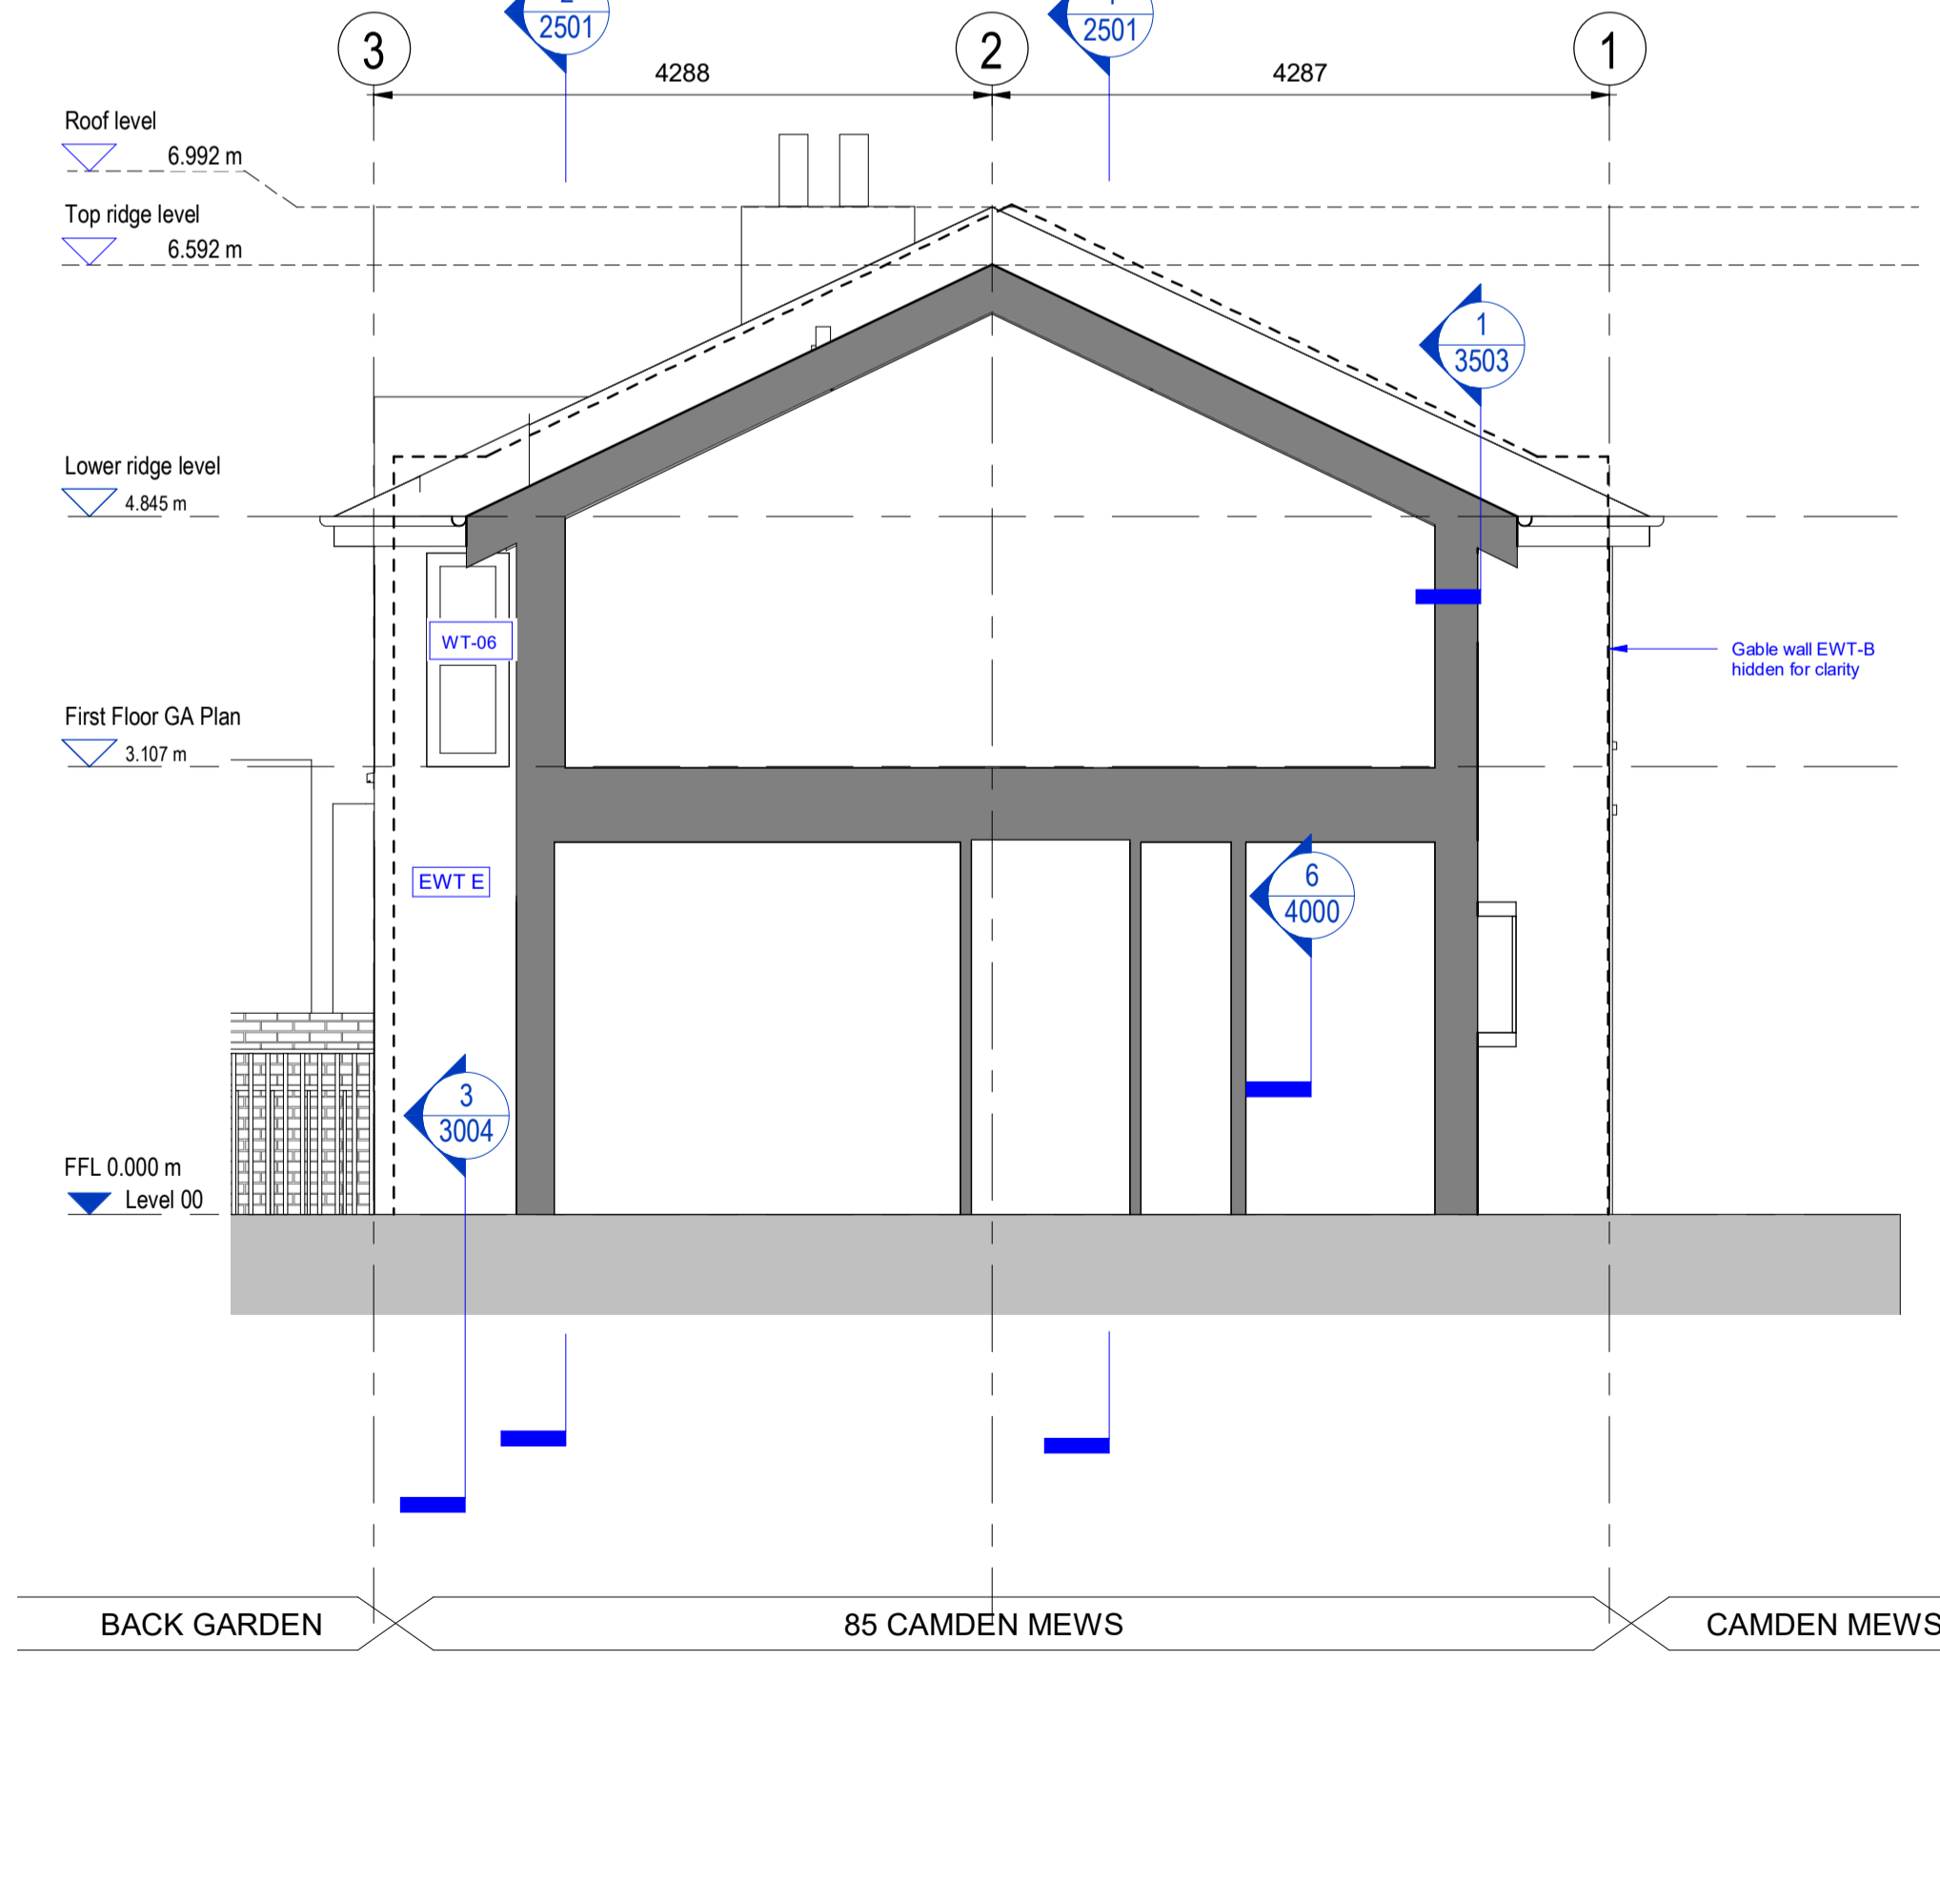 2501
2501
3
2
1
4288
4287
Roof level
6.992 m
Top ridge level
6.592 m
1
3503
Lower ridge level
4.845 m
WT-06
Gable wall EWT-B
hidden for clarity
First Floor GA Plan
3.107 m
EWT E
6
4000
3
3004
FFL 0.000 m
Level 00
BACK GARDEN
85 CAMDEN MEWS
CAMDEN MEWS